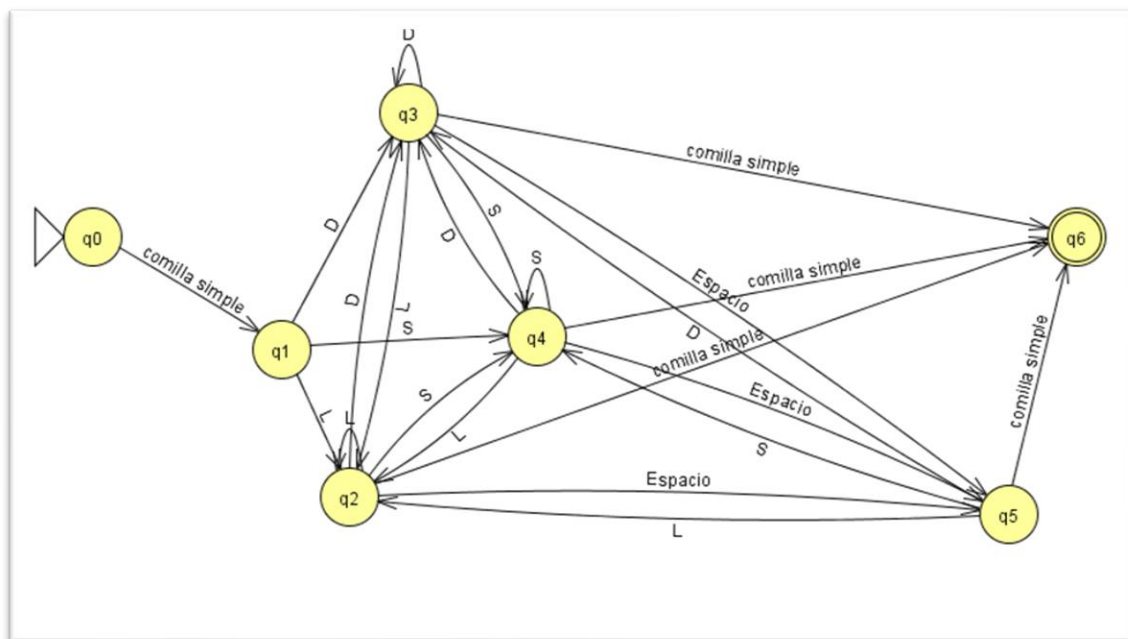 D
q3
comilla simple
q0
comilla simple
D
S
D
S
Espacio
comilla simple
q6
q1
S
D
L
q4
D
comilla simple
comilla simple
L
L
S
L
Espacio
S
q2
Espacio
L
q5